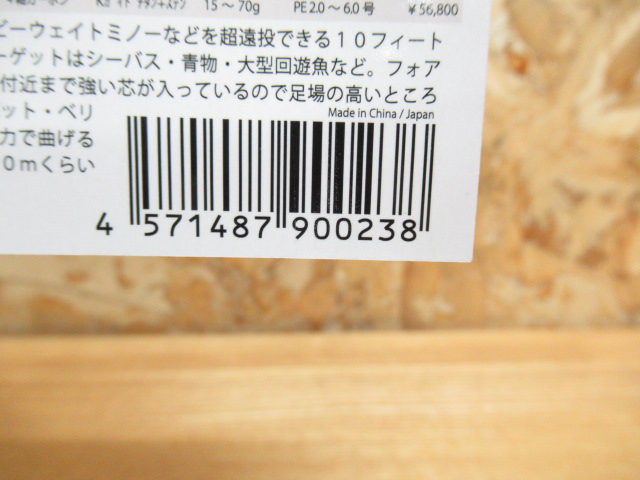 15～70g PE 2.0～6.0号 ￥56,800
ビーウェイトミノーなどを超遠投できる１０フィート
ーゲットはシーバス・青物・大型回遊魚など。フォア
付近まで強い芯が入っているので足場の高いところ
ット・ベリ
Made in China / Japan
力で曲げる
０ｍくらい
4 571487 900238